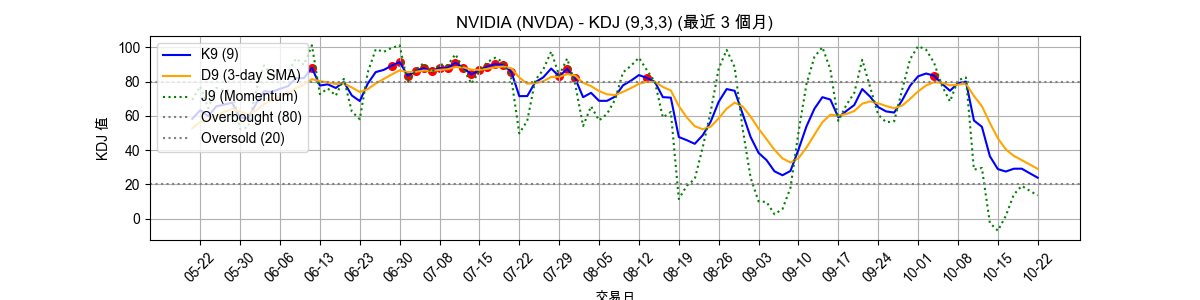 NVIDIA (NVDA) - KDJ (9,3,3) (最近 3 個月)
K9 (9)
D9 (3-day SMA)
J9 (Momentum)
Overbought (80)
Oversold (20)
KDJ 值
100
80
60
40
20
0
05-22 05-30 06-06 06-13 06-23 06-30 07-08 07-15 07-22 07-29 08-05 08-12 08-19 08-26 09-03 09-10 09-17 09-24 10-01 10-08 10-15 10-22
交易日